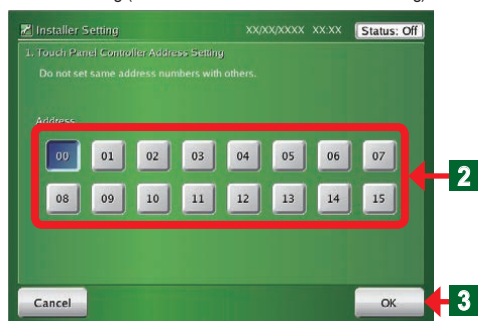 Installer Setting
XX/XX/XXXX XX:XX
Status: Off
1. Touch Panel Controller Address Setting
Do not set same address numbers with others.
Address
00 01 02 03 04 05 06 07
2
08 09 10 11 12 13 14 15
Cancel
OK
3